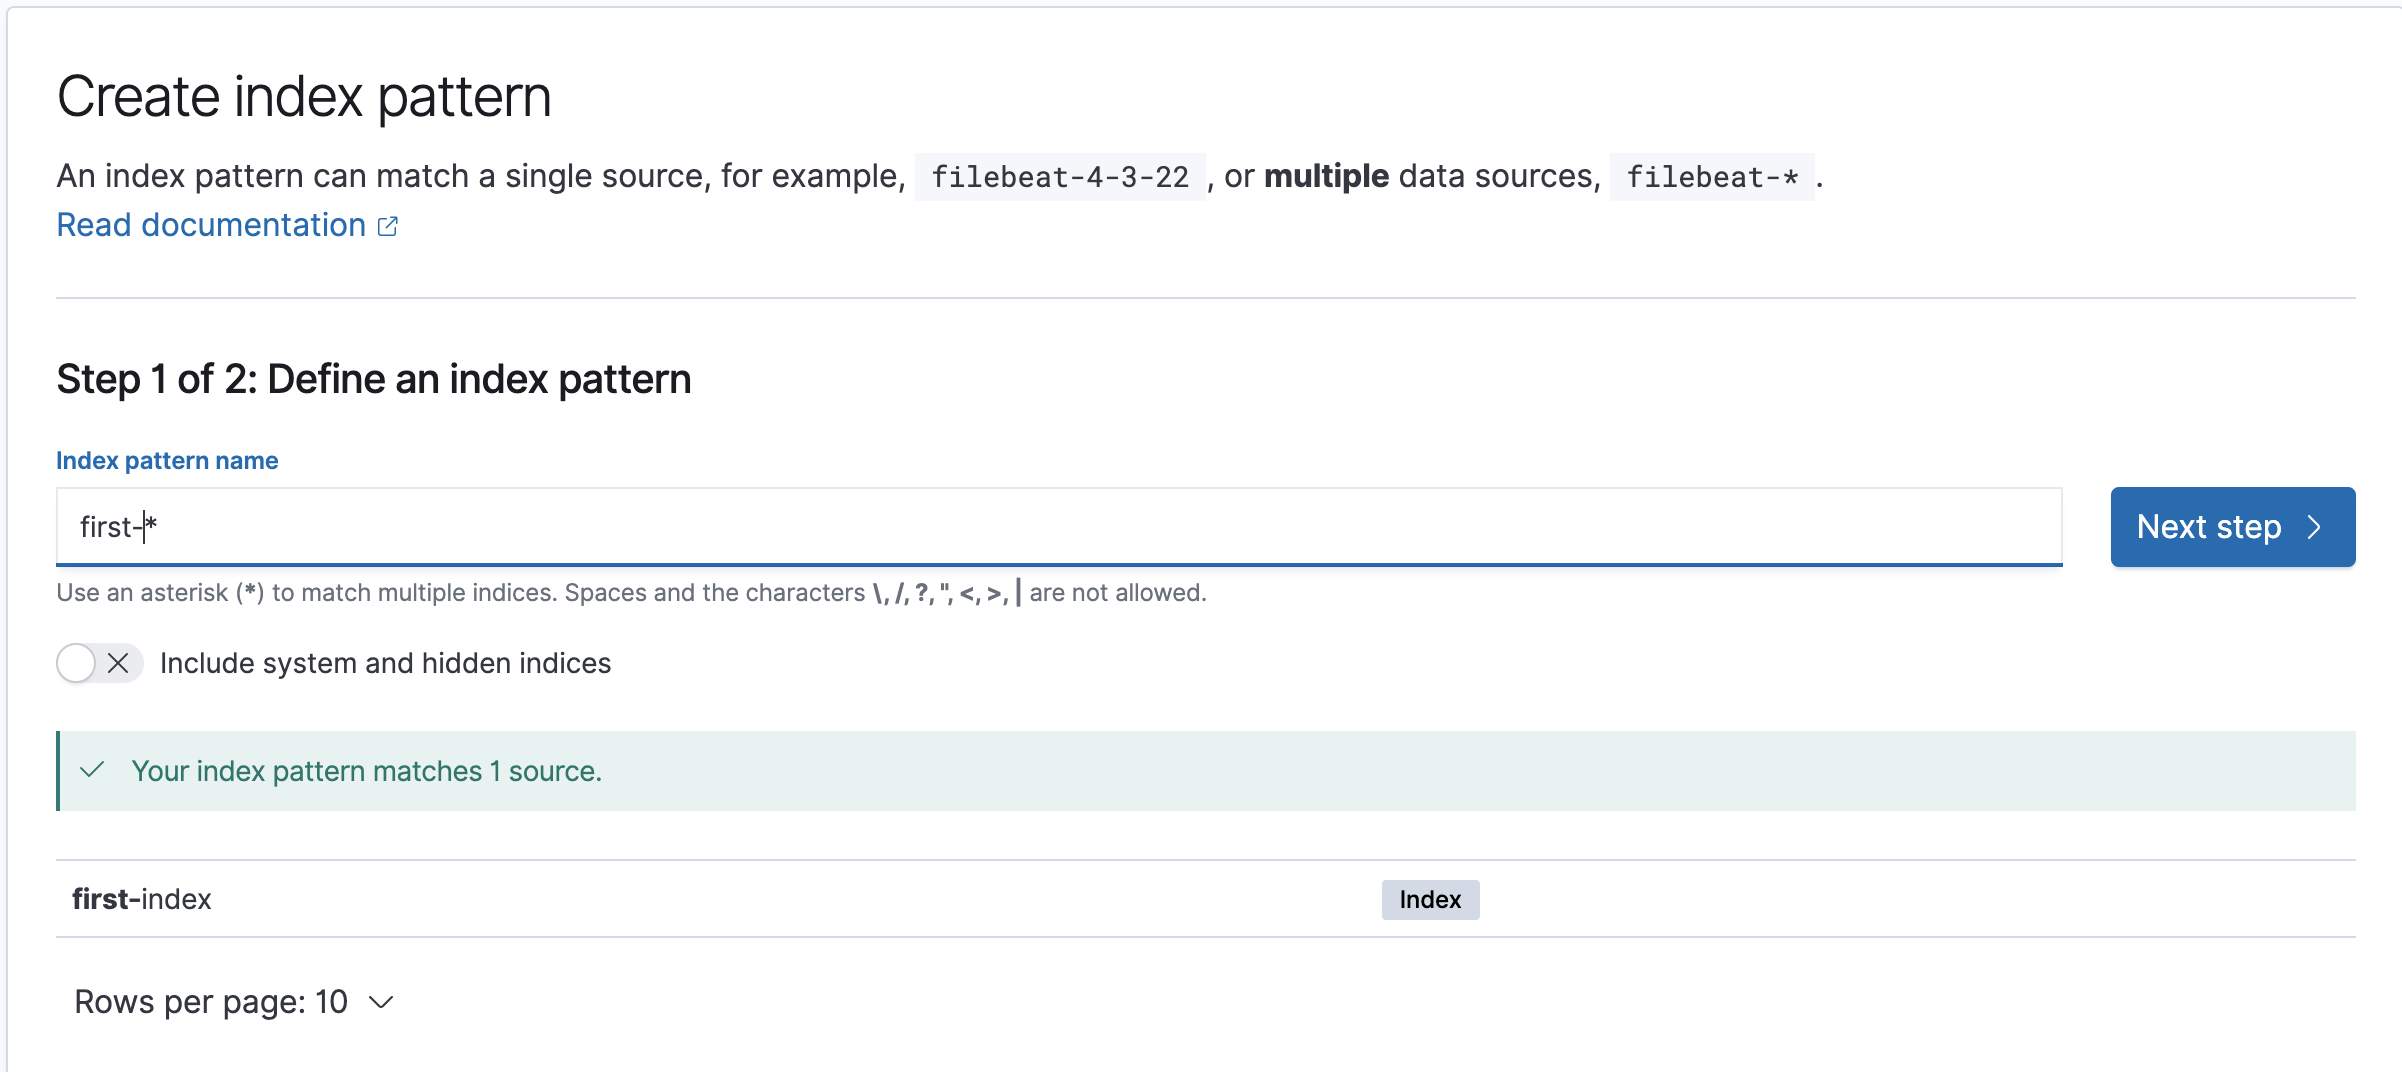 Create index pattern
An index pattern can match a single source, for example, filebeat-4-3-22 , or multiple data sources, filebeat-* .
Read documentation
Step 1 of 2: Define an index pattern
Index pattern name
first-*
Next step
Use an asterisk (*) to match multiple indices. Spaces and the characters \, /, ?, ", <, >, | are not allowed.
Include system and hidden indices
Your index pattern matches 1 source.
first-index Index
Rows per page: 10